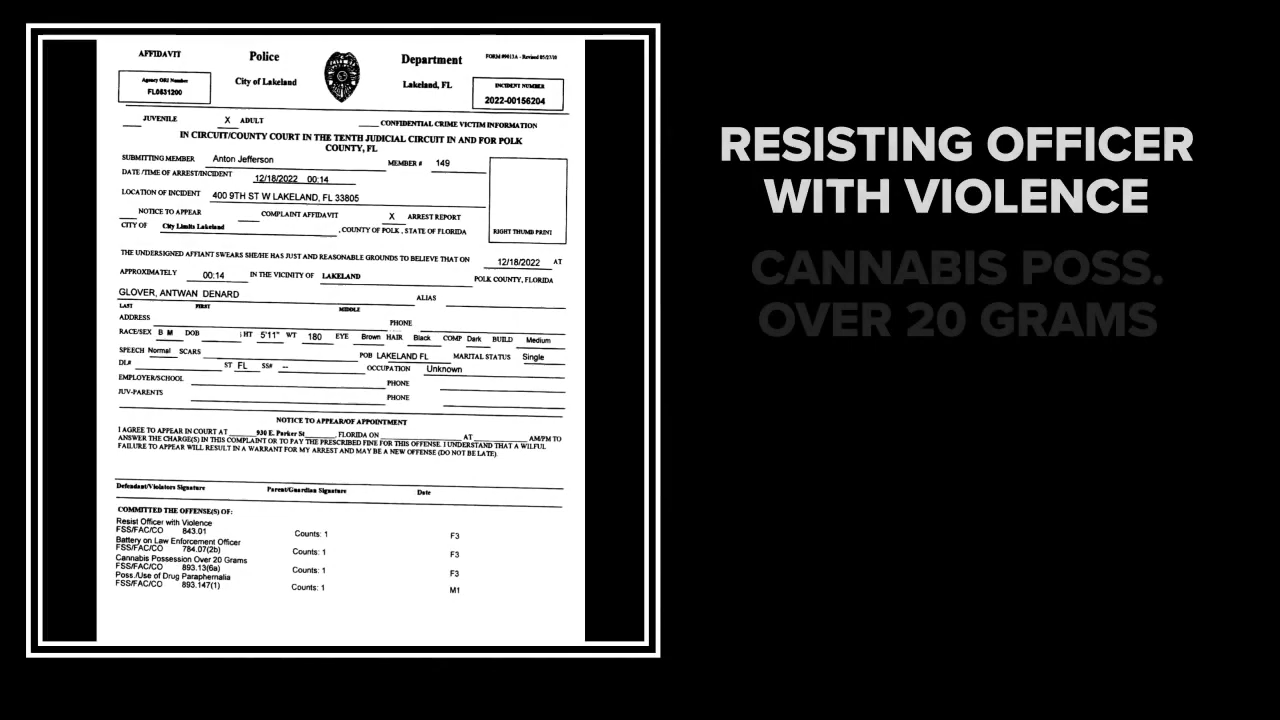 AFFIDAVIT Police Department FORM #9013A - Revised 05/27/10
Agency ORI Number
FL0531200
City of Lakeland
Lakeland, FL
INCIDENT NUMBER
2022-00156204
JUVENILE X ADULT CONFIDENTIAL CRIME VICTIM INFORMATION
IN CIRCUIT/COUNTY COURT IN THE TENTH JUDICIAL CIRCUIT IN AND FOR POLK
COUNTY, FL
SUBMITTING MEMBER Anton Jefferson MEMBER # 149
DATE /TIME OF ARREST/INCIDENT 12/18/2022 00:14
LOCATION OF INCIDENT 400 9TH ST W LAKELAND, FL 33805
NOTICE TO APPEAR COMPLAINT AFFIDAVIT X ARREST REPORT
CITY OF City Limits Lakeland , COUNTY OF POLK , STATE OF FLORIDA
RIGHT THUMB PRINT
THE UNDERSIGNED AFFIANT SWEARS SHE/HE HAS JUST AND REASONABLE GROUNDS TO BELIEVE THAT ON 12/18/2022 AT
APPROXIMATELY 00:14 IN THE VICINITY OF LAKELAND POLK COUNTY, FLORIDA
GLOVER, ANTWAN DENARD ALIAS
LAST FIRST MIDDLE
ADDRESS PHONE
RACE/SEX B M DOB HT 5'11" WT 180 EYE Brown HAIR Black COMP Dark BUILD Medium
SPEECH Normal SCARS POB LAKELAND FL MARITAL STATUS Single
DL# ST FL SS# -- OCCUPATION Unknown
EMPLOYER/SCHOOL PHONE
JUV-PARENTS PHONE
NOTICE TO APPEAR/OF APPOINTMENT
I AGREE TO APPEAR IN COURT AT 930 E. Parker St , FLORIDA ON AT AM/PM TO
ANSWER THE CHARGE(S) IN THIS COMPLAINT OR TO PAY THE PRESCRIBED FINE FOR THIS OFFENSE. I UNDERSTAND THAT A WILFUL
FAILURE TO APPEAR WILL RESULT IN A WARRANT FOR MY ARREST AND MAY BE A NEW OFFENSE (DO NOT BE LATE).
Defendant/Violators Signature Parent/Guardian Signature Date
COMMITTED THE OFFENSE(S) OF:
Resist Officer with Violence
FSS/FAC/CO 843.01 Counts: 1 F3
Battery on Law Enforcement Officer
FSS/FAC/CO 784.07(2b) Counts: 1 F3
Cannabis Possession Over 20 Grams
FSS/FAC/CO 893.13(6a) Counts: 1 F3
Poss./Use of Drug Paraphernalia
FSS/FAC/CO 893.147(1) Counts: 1 M1
RESISTING OFFICER
WITH VIOLENCE
CANNABIS POSS.
OVER 20 GRAMS